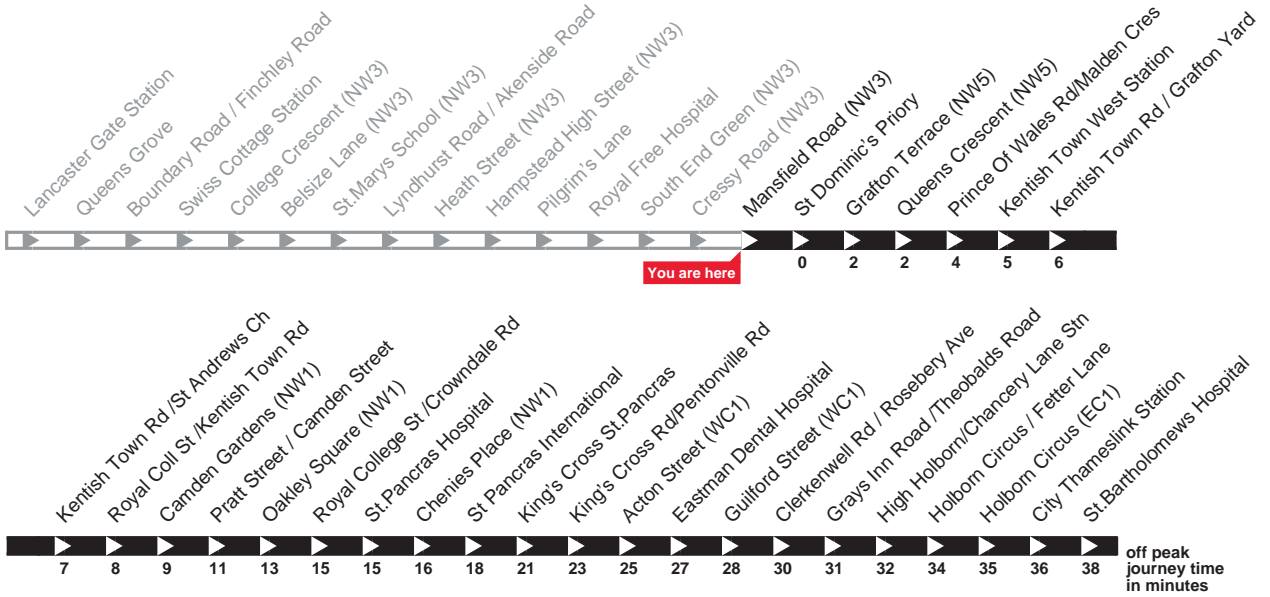 Lancaster Gate Station
Queens Grove
Boundary Road / Finchley Road
Swiss Cottage Station
College Crescent (NW3)
Belsize Lane (NW3)
St.Marys School (NW3)
Lyndhurst Road / Akenside Road
Heath Street (NW3)
Hampstead High Street (NW3)
Pilgrim's Lane
Royal Free Hospital
South End Green (NW3)
Cressy Road (NW3)
Mansfield Road (NW3)
St Dominic's Priory
Grafton Terrace (NW5)
Queens Crescent (NW5)
Prince Of Wales Rd/Malden Cres
Kentish Town West Station
Kentish Town Rd / Grafton Yard
You are here
0 2 2 4 5 6
Kentish Town Rd /St Andrews Ch
Royal Coll St /Kentish Town Rd
Camden Gardens (NW1)
Pratt Street / Camden Street
Oakley Square (NW1)
Royal College St /Crowndale Rd
St.Pancras Hospital
Chenies Place (NW1)
St Pancras International
King's Cross St.Pancras
King's Cross Rd/Pentonville Rd
Acton Street (WC1)
Eastman Dental Hospital
Guilford Street (WC1)
Clerkenwell Rd / Rosebery Ave
Grays Inn Road /Theobalds Road
High Holborn/Chancery Lane Stn
Holborn Circus / Fetter Lane
Holborn Circus (EC1)
City Thameslink Station
St.Bartholomews Hospital
7 8 9 11 13 15 15 16 18 21 23 25 27 28 30 31 32 34 35 36 38
off peak
journey time
in minutes